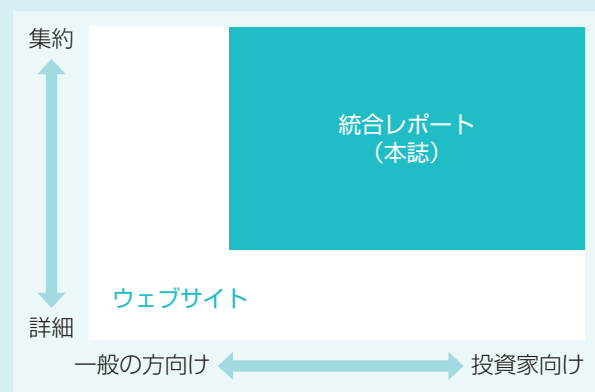 集約
統合レポート
（本誌）
ウェブサイト
詳細
一般の方向け
投資家向け